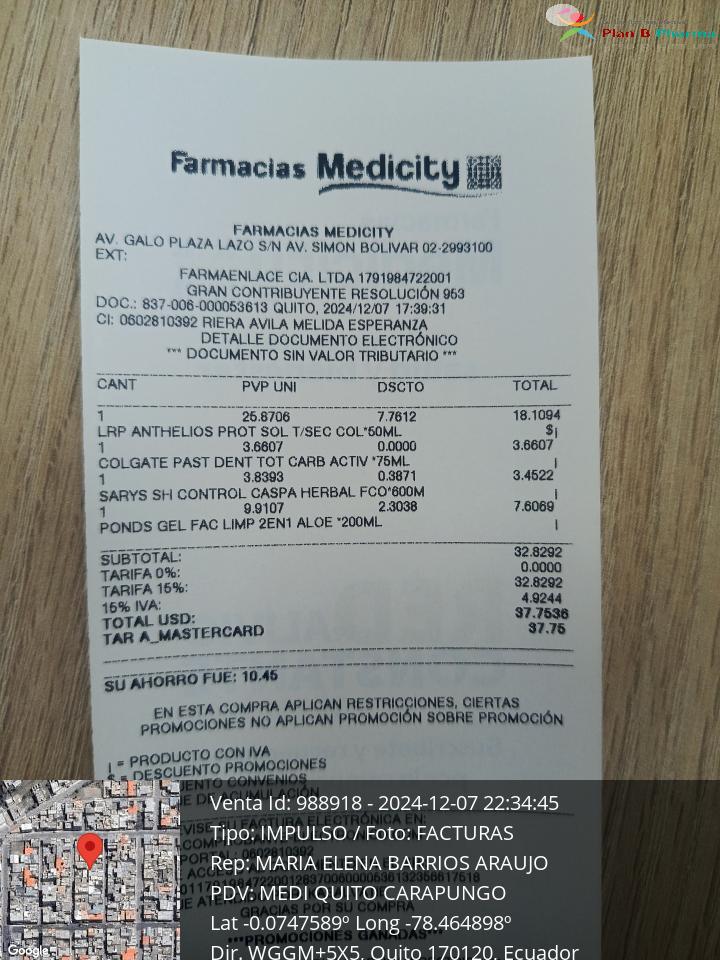 Plan B Pharma
Farmacias Medicity
FARMACIAS MEDICITY
AV. GALO PLAZA LAZO S/N AV. SIMON BOLIVAR 02-2993100
EXT:
FARMAENLACE CIA. LTDA 1791984722001
GRAN CONTRIBUYENTE RESOLUCIÓN 953
DOC.: 837-006-000053613 QUITO, 2024/12/07 17:39:31
CI: 0602810392 RIERA AVILA MELIDA ESPERANZA
DETALLE DOCUMENTO ELECTRÓNICO
*** DOCUMENTO SIN VALOR TRIBUTARIO ***
CANT PVP UNI DSCTO TOTAL
1 25.8706 7.7612 18.1094
LRP ANTHELIOS PROT SOL T/SEC COL*50ML $|
1 3.6607 0.0000 3.6607
COLGATE PAST DENT TOT CARB ACTIV *75ML |
1 3.8393 0.3871 3.4522
SARYS SH CONTROL CASPA HERBAL FCO*600M |
1 9.9107 2.3038 7.6069
PONDS GEL FAC LIMP 2EN1 ALOE *200ML |
SUBTOTAL: 32.8292
TARIFA 0%: 0.0000
TARIFA 15%: 32.8292
15% IVA: 4.9244
TOTAL USD: 37.7536
TAR A_MASTERCARD 37.75
SU AHORRO FUE: 10.45
EN ESTA COMPRA APLICAN RESTRICCIONES, CIERTAS
PROMOCIONES NO APLICAN PROMOCIÓN SOBRE PROMOCIÓN
| = PRODUCTO CON IVA
$ = DESCUENTO PROMOCIONES
CONVENIOS
DE ACUMULACIÓN
ELECTRÓNICA EN:
Venta Id: 988918 - 2024-12-07 22:34:45
Tipo: IMPULSO / Foto: FACTURAS
0602810392
Rep: MARIA ELENA BARRIOS ARAUJO
PDV: MEDI QUITO CARAPUNGO
GRACIAS POR SU COMPRA
Lat -0.0747589º Long -78.464898º
***PROMOCIONES GANADAS***
Dir. WGGM+5X5, Quito 170120, Ecuador
Google